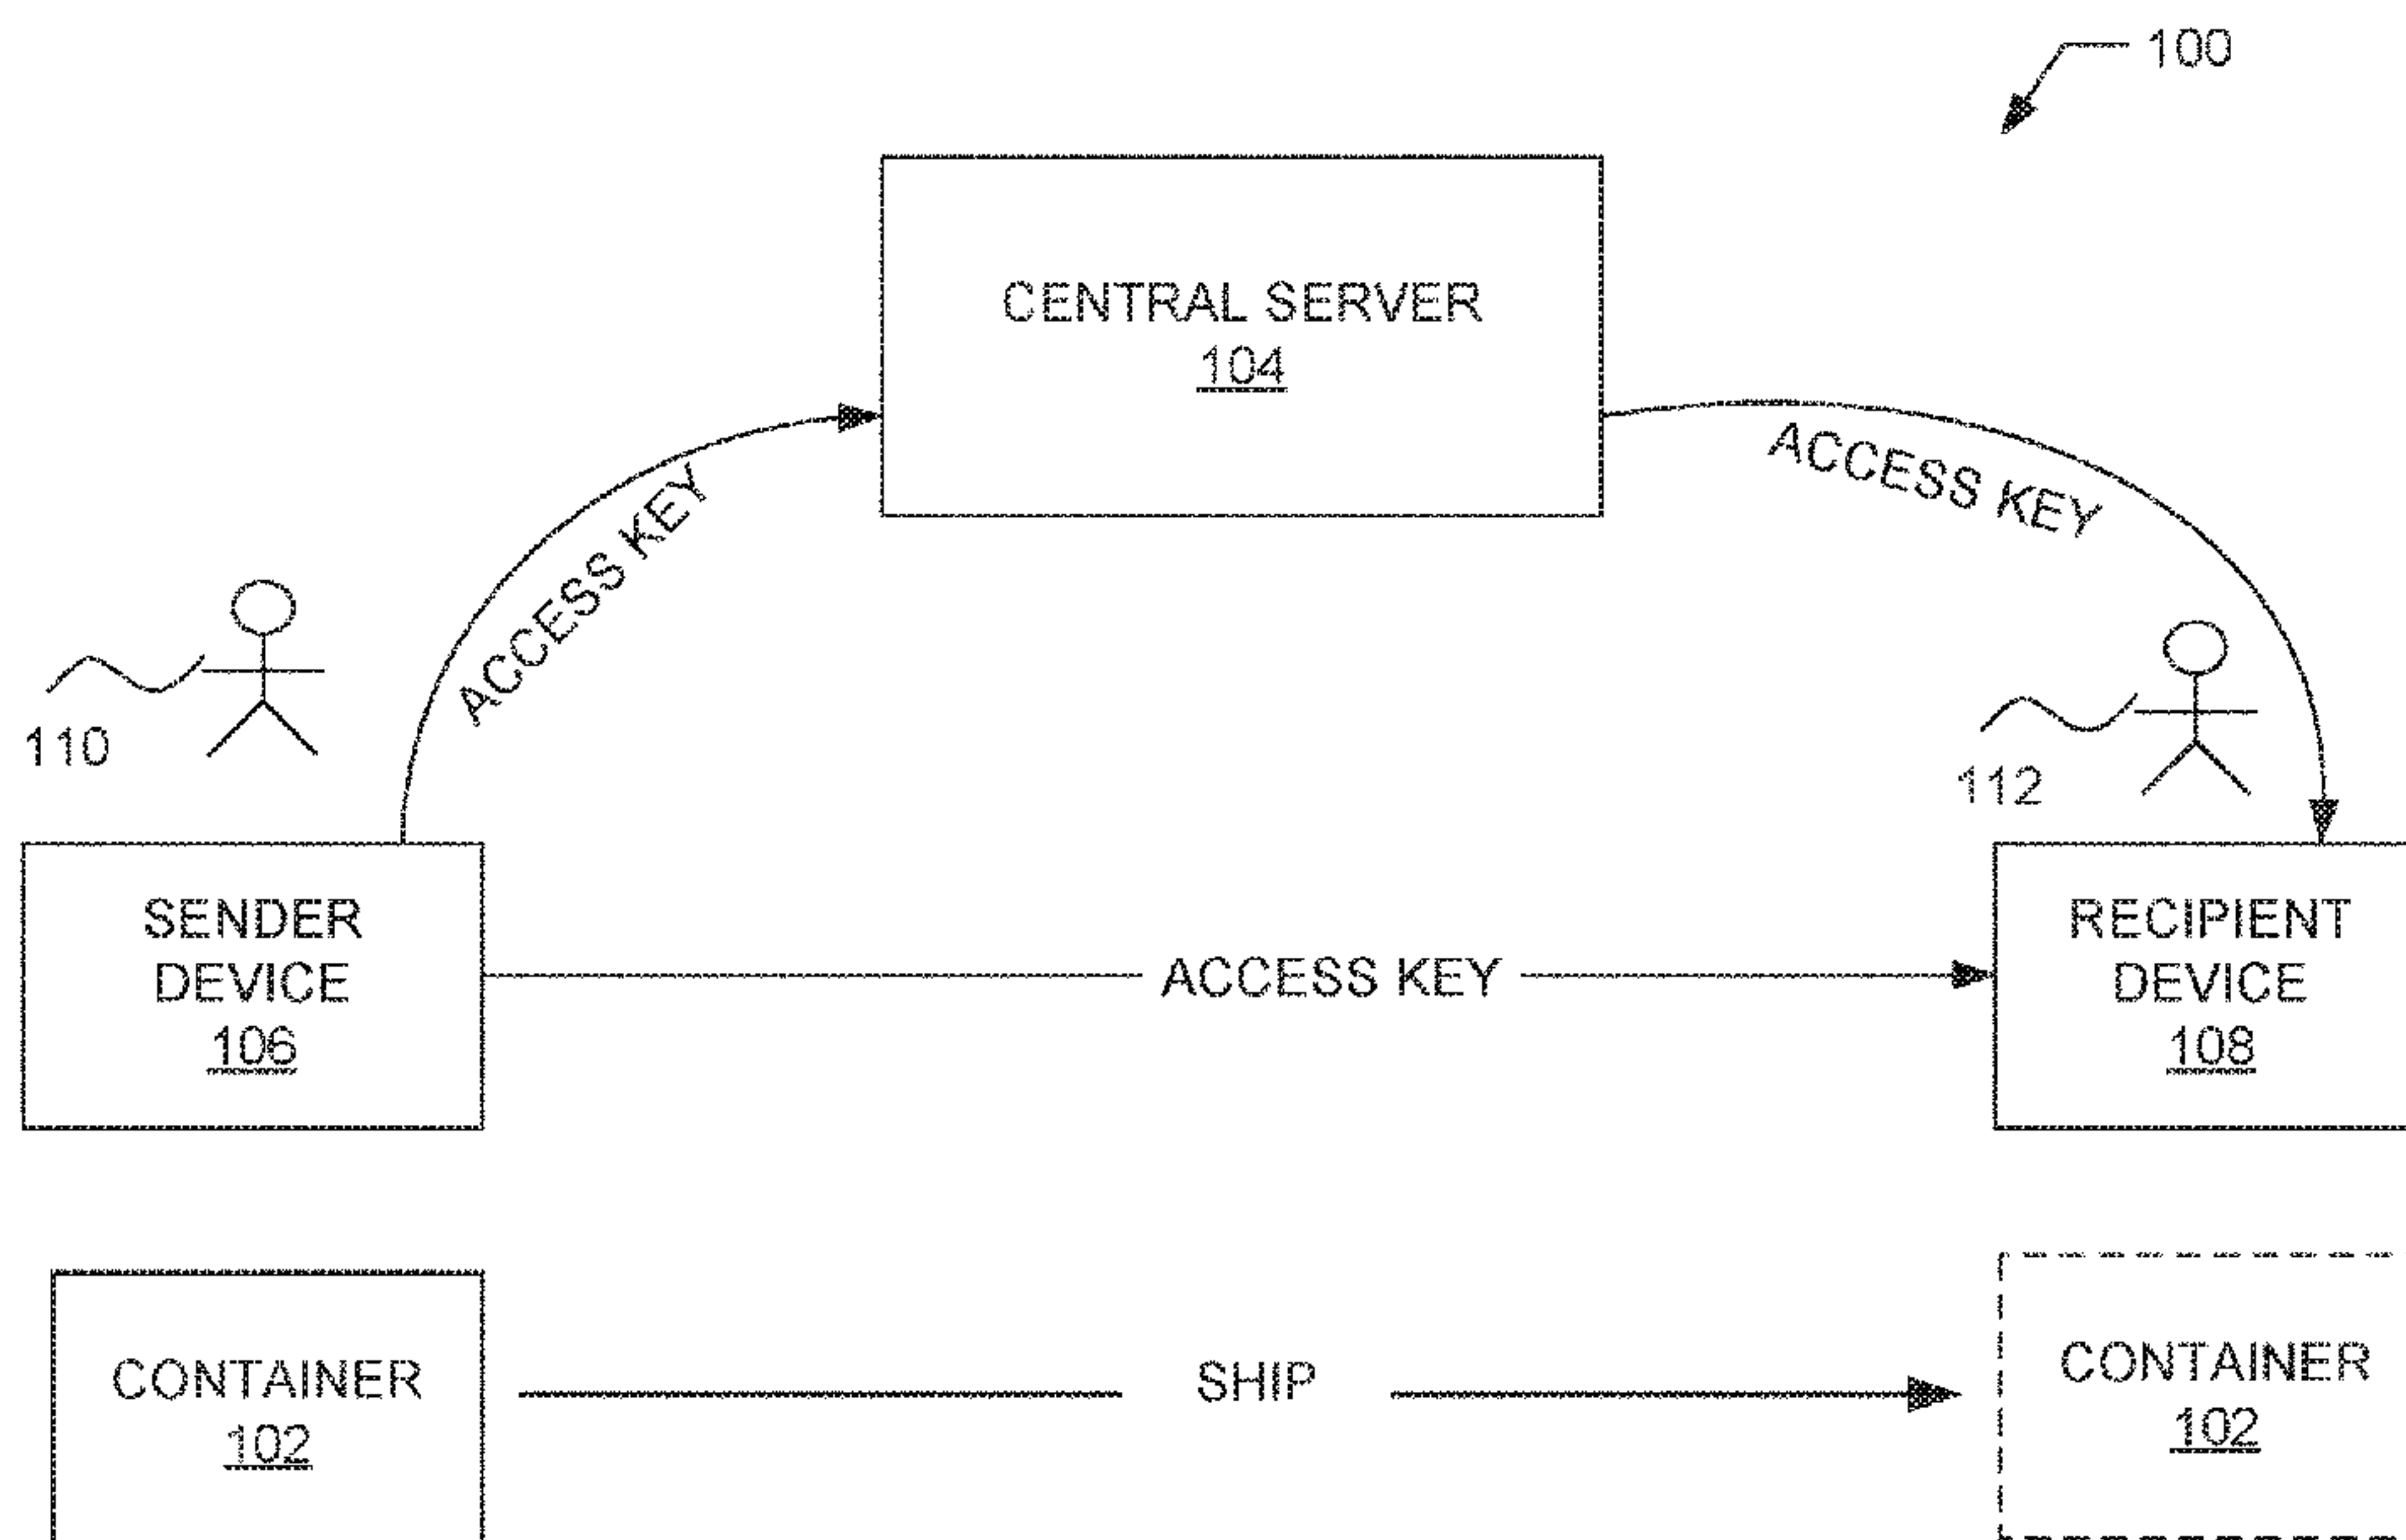 100
CENTRAL SERVER
104
ACCESS KEY
ACCESS KEY
110
112
SENDER
DEVICE
106
ACCESS KEY
RECIPIENT
DEVICE
108
CONTAINER
102
SHIP
CONTAINER
102